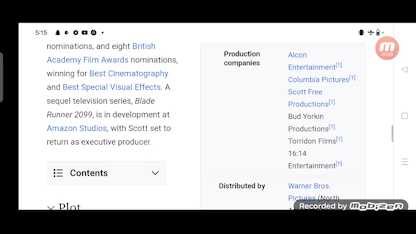 5:15
nominations, and eight British
Academy Film Awards nominations,
winning for Best Cinematography
and Best Special Visual Effects. A
sequel television series, Blade
Runner 2099, is in development at
Amazon Studios, with Scott set to
return as executive producer.
Contents
Plot
Production
companies
Alcon
Entertainment[1]
Columbia Pictures[1]
Scott Free
Productions[1]
Bud Yorkin
Productions[1]
Torridon Films[1]
16:14
Entertainment[1]
Distributed by
Warner Bros.
Pictures (North
Recorded by Mobizen